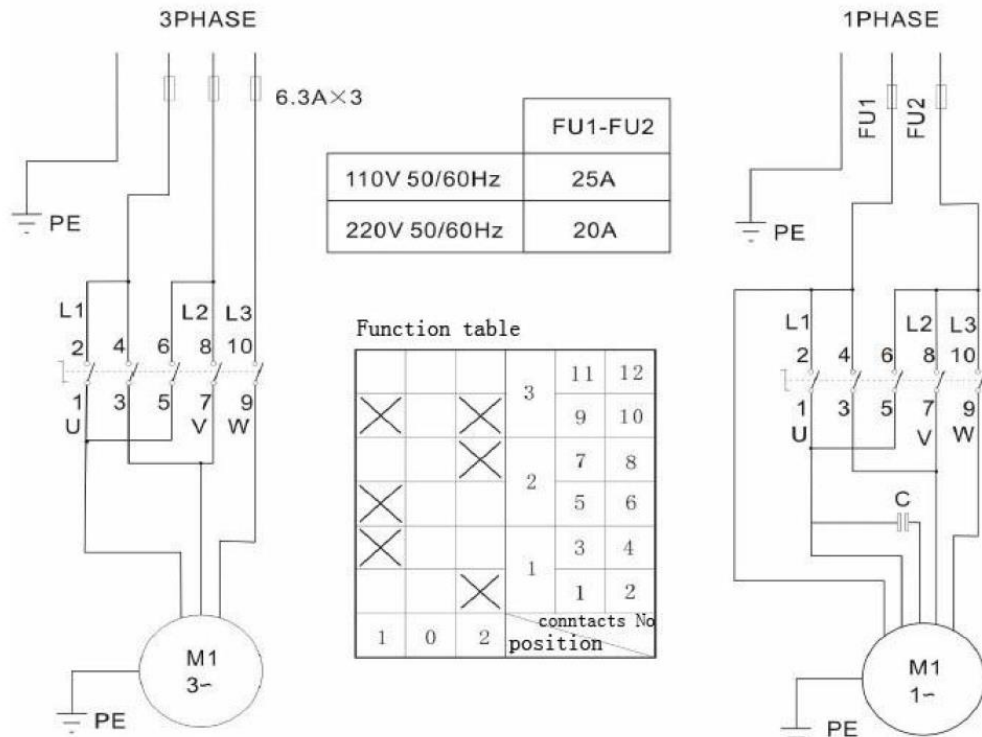 3PHASE
6.3A×3
PE
L1
L2
L3
2
4
6
8
10
1
3
5
7
9
U
V
W
M1
3~
PE
FU1-FU2
110V 50/60Hz
25A
220V 50/60Hz
20A
Function table
3
11 12
9 10
2
7 8
5 6
1
3 4
1 2
1 0 2
conntacts No
position
1PHASE
FU1
FU2
PE
L1
L2
L3
2
4
6
8
10
1
3
5
7
9
U
V
W
C
M1
1~
PE